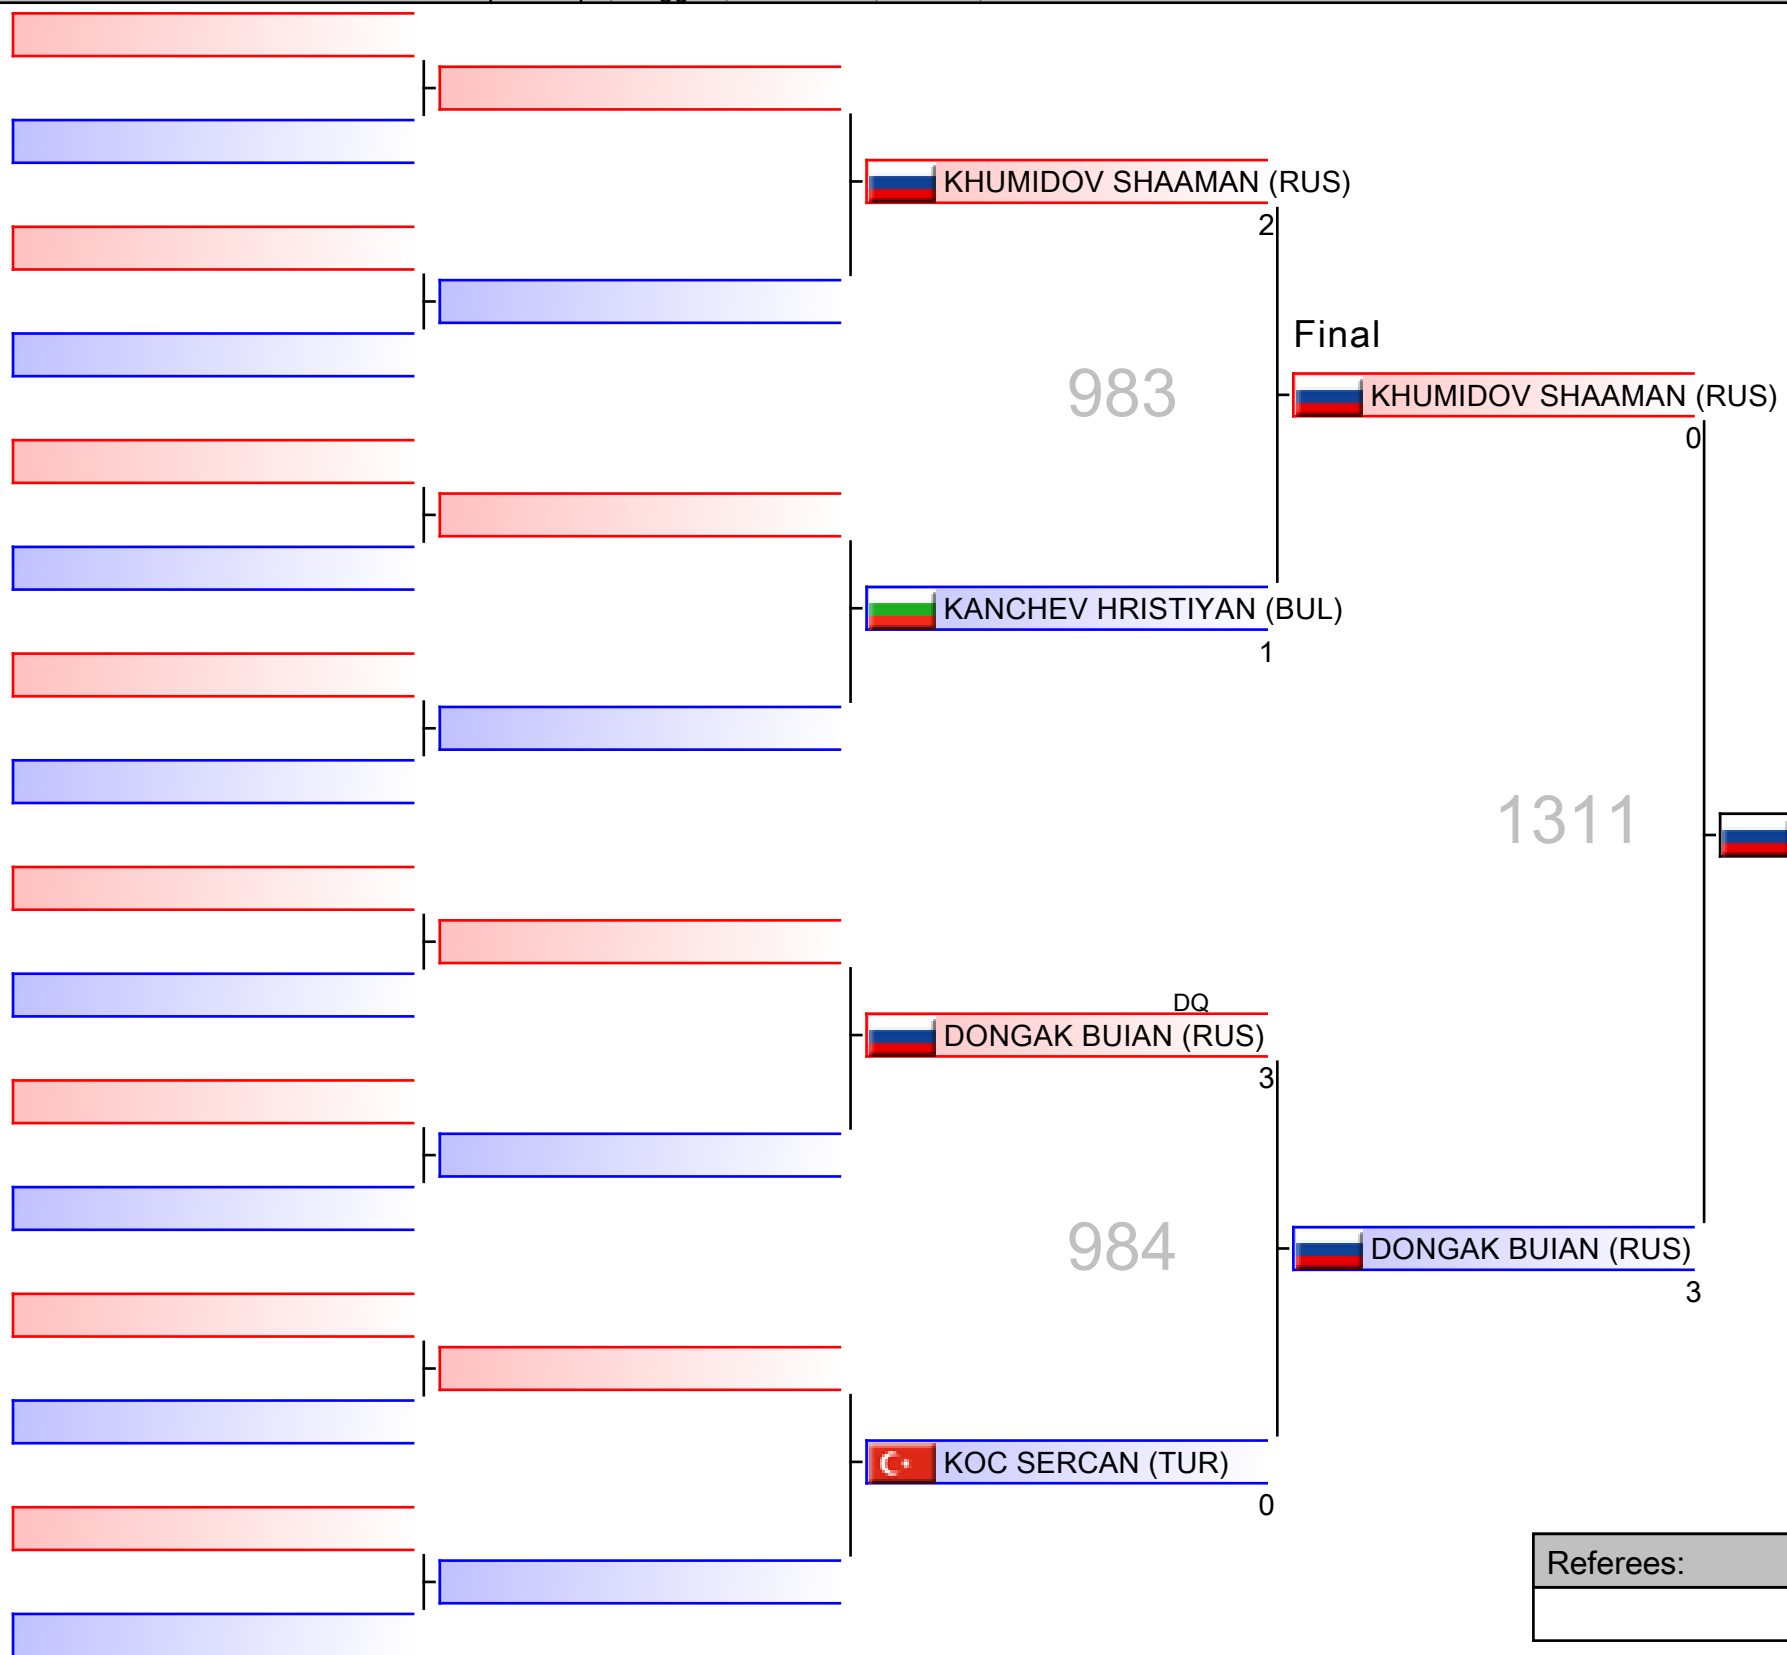 KHUMIDOV SHAAMAN (RUS)
2
Final
983
KHUMIDOV SHAAMAN (RUS)
0
KANCHEV HRISTIYAN (BUL)
1
1311
DQ
DONGAK BUIAN (RUS)
3
984
DONGAK BUIAN (RUS)
3
KOC SERCAN (TUR)
0
Referees: